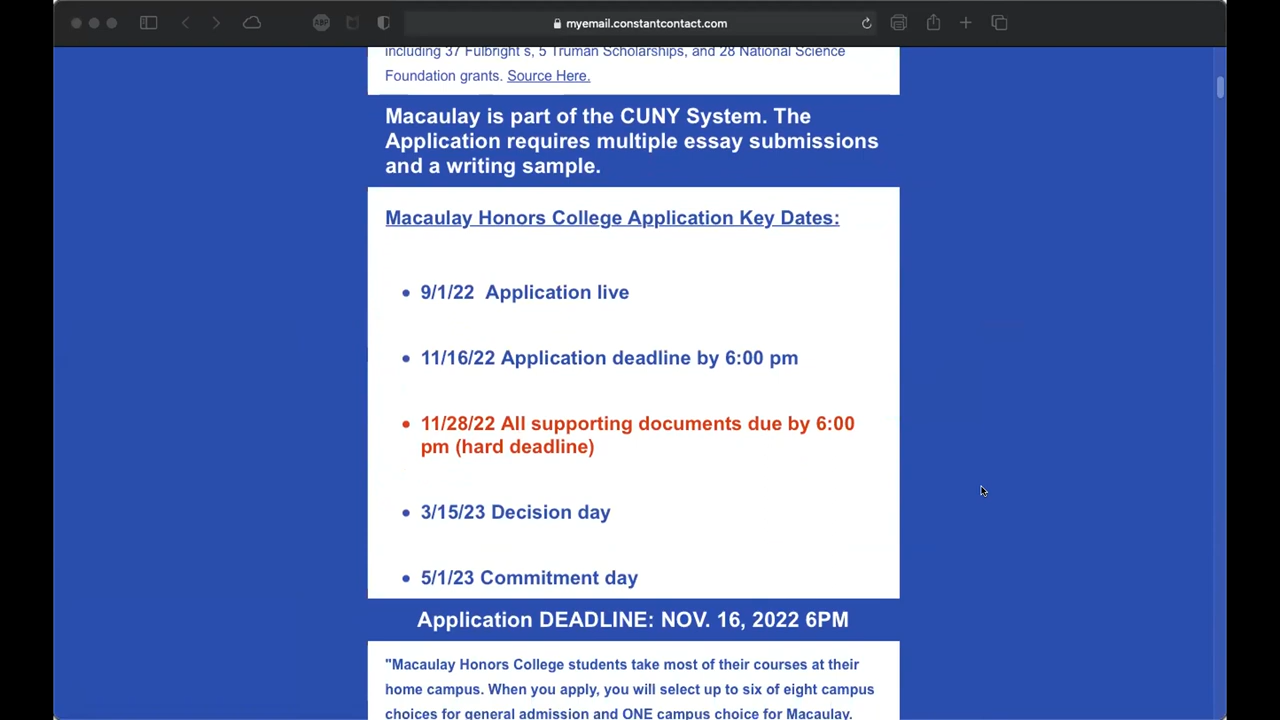 myemail.constantcontact.com
including 37 Fulbright s, 5 Truman Scholarships, and 28 National Science
Foundation grants. Source Here.
Macaulay is part of the CUNY System. The
Application requires multiple essay submissions
and a writing sample.
Macaulay Honors College Application Key Dates:
• 9/1/22  Application live
• 11/16/22 Application deadline by 6:00 pm
• 11/28/22 All supporting documents due by 6:00
pm (hard deadline)
• 3/15/23 Decision day
• 5/1/23 Commitment day
Application DEADLINE: NOV. 16, 2022 6PM
"Macaulay Honors College students take most of their courses at their
home campus. When you apply, you will select up to six of eight campus
choices for general admission and ONE campus choice for Macaulay.